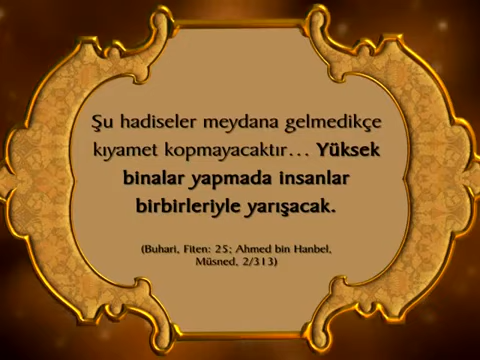 Şu hadiseler meydana gelmedikçe
kıyamet kopmayacaktır... Yüksek
binalar yapmada insanlar
birbirleriyle yarışacak.
(Buhari, Fiten: 25; Ahmed bin Hanbel,
Müsned, 2/313)